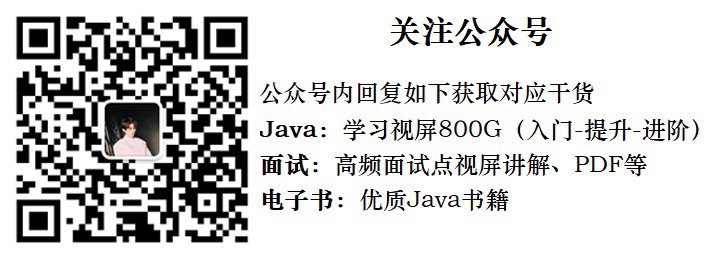 关注公众号
公众号内回复如下获取对应干货
Java：学习视屏800G（入门-提升-进阶）
面试：高频面试点视屏讲解、PDF等
电子书：优质Java书籍